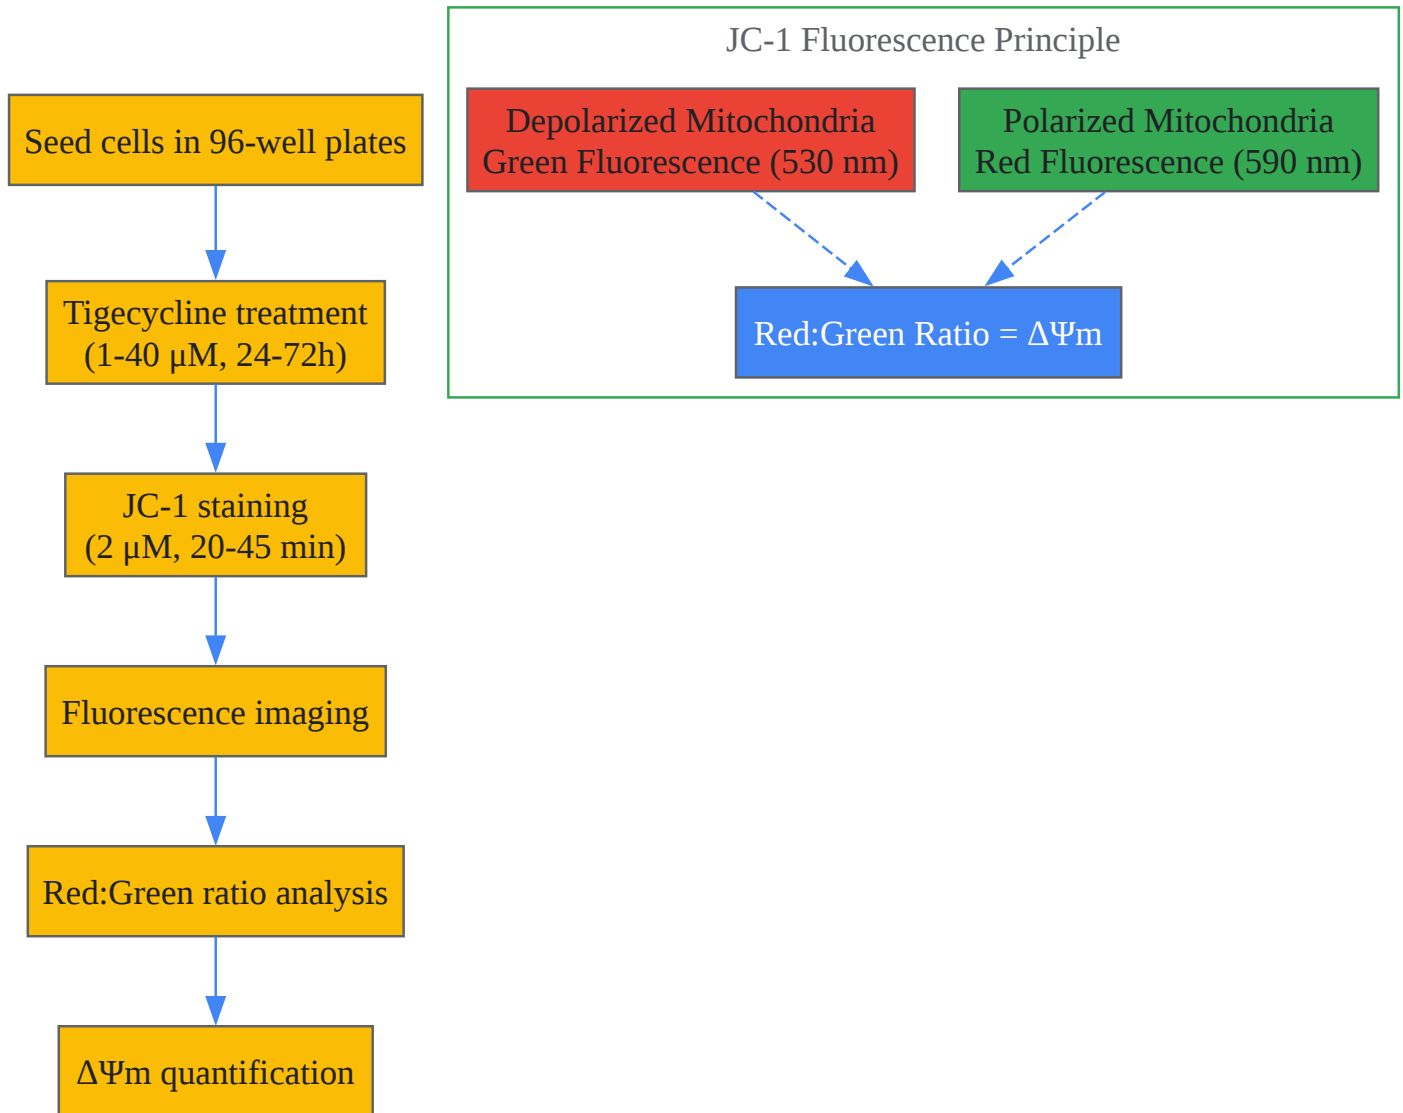 Seed cells in 96-well plates
Tigecycline treatment
(1-40 μM, 24-72h)
JC-1 staining
(2 μM, 20-45 min)
Fluorescence imaging
Red:Green ratio analysis
ΔΨm quantification
JC-1 Fluorescence Principle
Depolarized Mitochondria
Green Fluorescence (530 nm)
Polarized Mitochondria
Red Fluorescence (590 nm)
Red:Green Ratio = ΔΨm